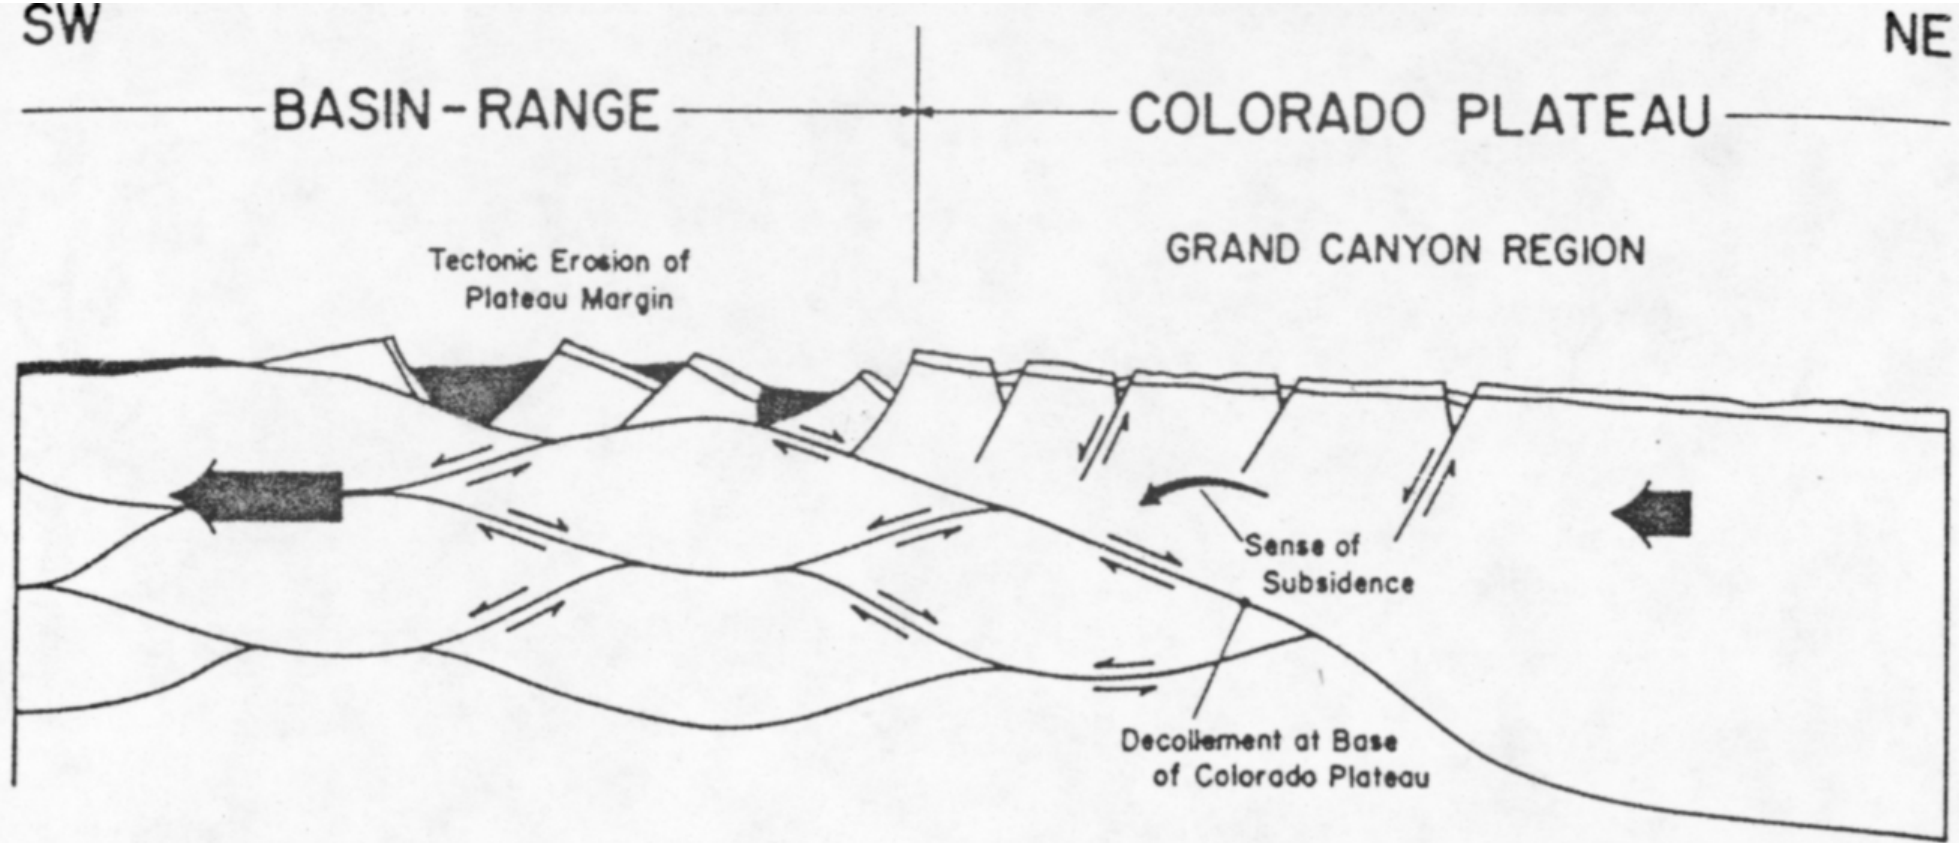 SW
NE
BASIN-RANGE
COLORADO PLATEAU
GRAND CANYON REGION
Tectonic Erosion of
Plateau Margin
Sense of
Subsidence
Decollement at Base
of Colorado Plateau